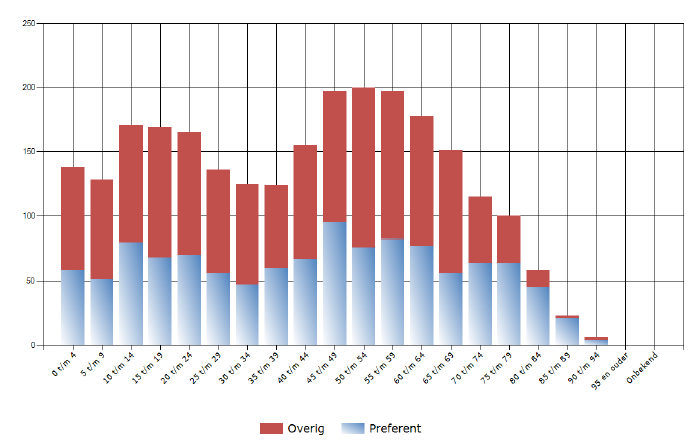 250
200
150
100
50
0
0 t/m 4
5 t/m 9
10 t/m 14
15 t/m 19
20 t/m 24
25 t/m 29
30 t/m 34
35 t/m 39
40 t/m 44
45 t/m 49
50 t/m 54
55 t/m 59
60 t/m 64
65 t/m 69
70 t/m 74
75 t/m 79
80 t/m 84
85 t/m 89
90 t/m 94
95 en ouder
Onbekend
Overig Preferent